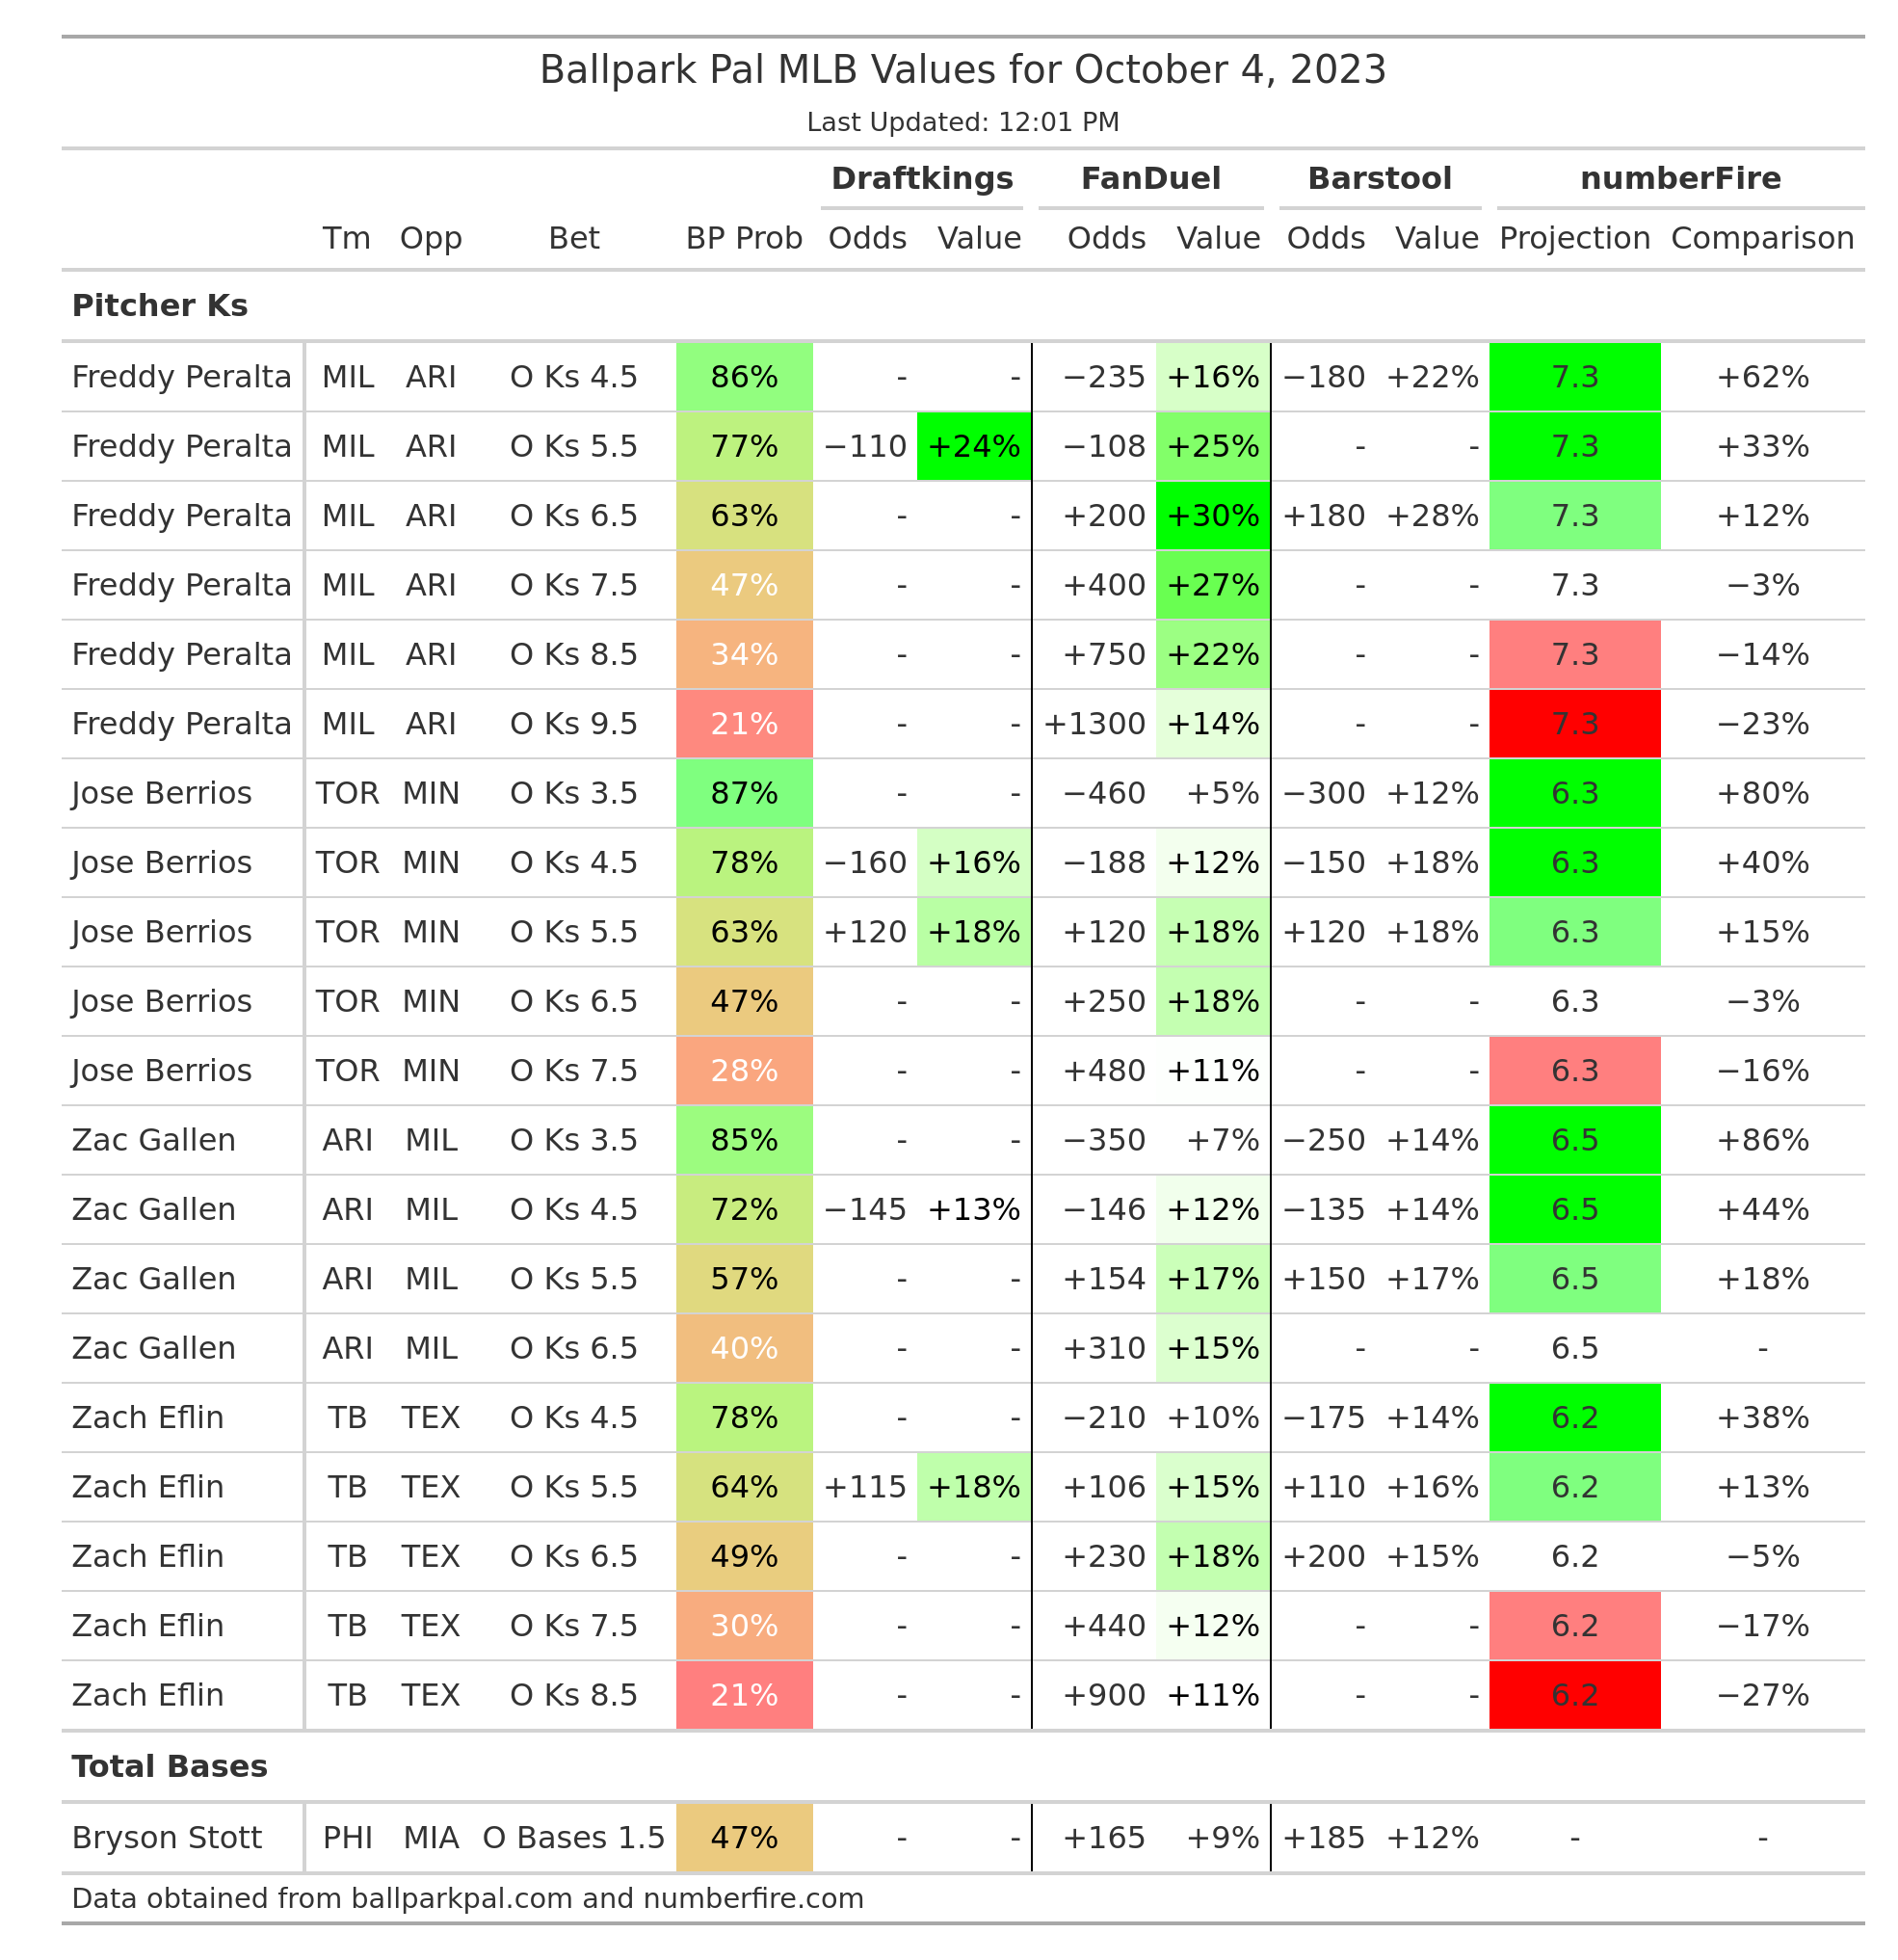 Ballpark Pal MLB Values for October 4, 2023
Last Updated: 12:01 PM
Draftkings FanDuel Barstool numberFire
Tm Opp Bet BP Prob Odds Value Odds Value Odds Value Projection Comparison
Pitcher Ks
Freddy Peralta MIL ARI O Ks 4.5 86% - - −235 +16% −180 +22% 7.3 +62%
Freddy Peralta MIL ARI O Ks 5.5 77% −110 +24% −108 +25% - - 7.3 +33%
Freddy Peralta MIL ARI O Ks 6.5 63% - - +200 +30% +180 +28% 7.3 +12%
Freddy Peralta MIL ARI O Ks 7.5 47% - - +400 +27% - - 7.3 −3%
Freddy Peralta MIL ARI O Ks 8.5 34% - - +750 +22% - - 7.3 −14%
Freddy Peralta MIL ARI O Ks 9.5 21% - - +1300 +14% - - 7.3 −23%
Jose Berrios TOR MIN O Ks 3.5 87% - - −460 +5% −300 +12% 6.3 +80%
Jose Berrios TOR MIN O Ks 4.5 78% −160 +16% −188 +12% −150 +18% 6.3 +40%
Jose Berrios TOR MIN O Ks 5.5 63% +120 +18% +120 +18% +120 +18% 6.3 +15%
Jose Berrios TOR MIN O Ks 6.5 47% - - +250 +18% - - 6.3 −3%
Jose Berrios TOR MIN O Ks 7.5 28% - - +480 +11% - - 6.3 −16%
Zac Gallen ARI MIL O Ks 3.5 85% - - −350 +7% −250 +14% 6.5 +86%
Zac Gallen ARI MIL O Ks 4.5 72% −145 +13% −146 +12% −135 +14% 6.5 +44%
Zac Gallen ARI MIL O Ks 5.5 57% - - +154 +17% +150 +17% 6.5 +18%
Zac Gallen ARI MIL O Ks 6.5 40% - - +310 +15% - - 6.5 -
Zach Eflin TB TEX O Ks 4.5 78% - - −210 +10% −175 +14% 6.2 +38%
Zach Eflin TB TEX O Ks 5.5 64% +115 +18% +106 +15% +110 +16% 6.2 +13%
Zach Eflin TB TEX O Ks 6.5 49% - - +230 +18% +200 +15% 6.2 −5%
Zach Eflin TB TEX O Ks 7.5 30% - - +440 +12% - - 6.2 −17%
Zach Eflin TB TEX O Ks 8.5 21% - - +900 +11% - - 6.2 −27%
Total Bases
Bryson Stott PHI MIA O Bases 1.5 47% - - +165 +9% +185 +12% - -
Data obtained from ballparkpal.com and numberfire.com